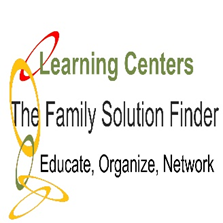 Learning Centers
The Family Solution Finder
Educate, Organize, Network